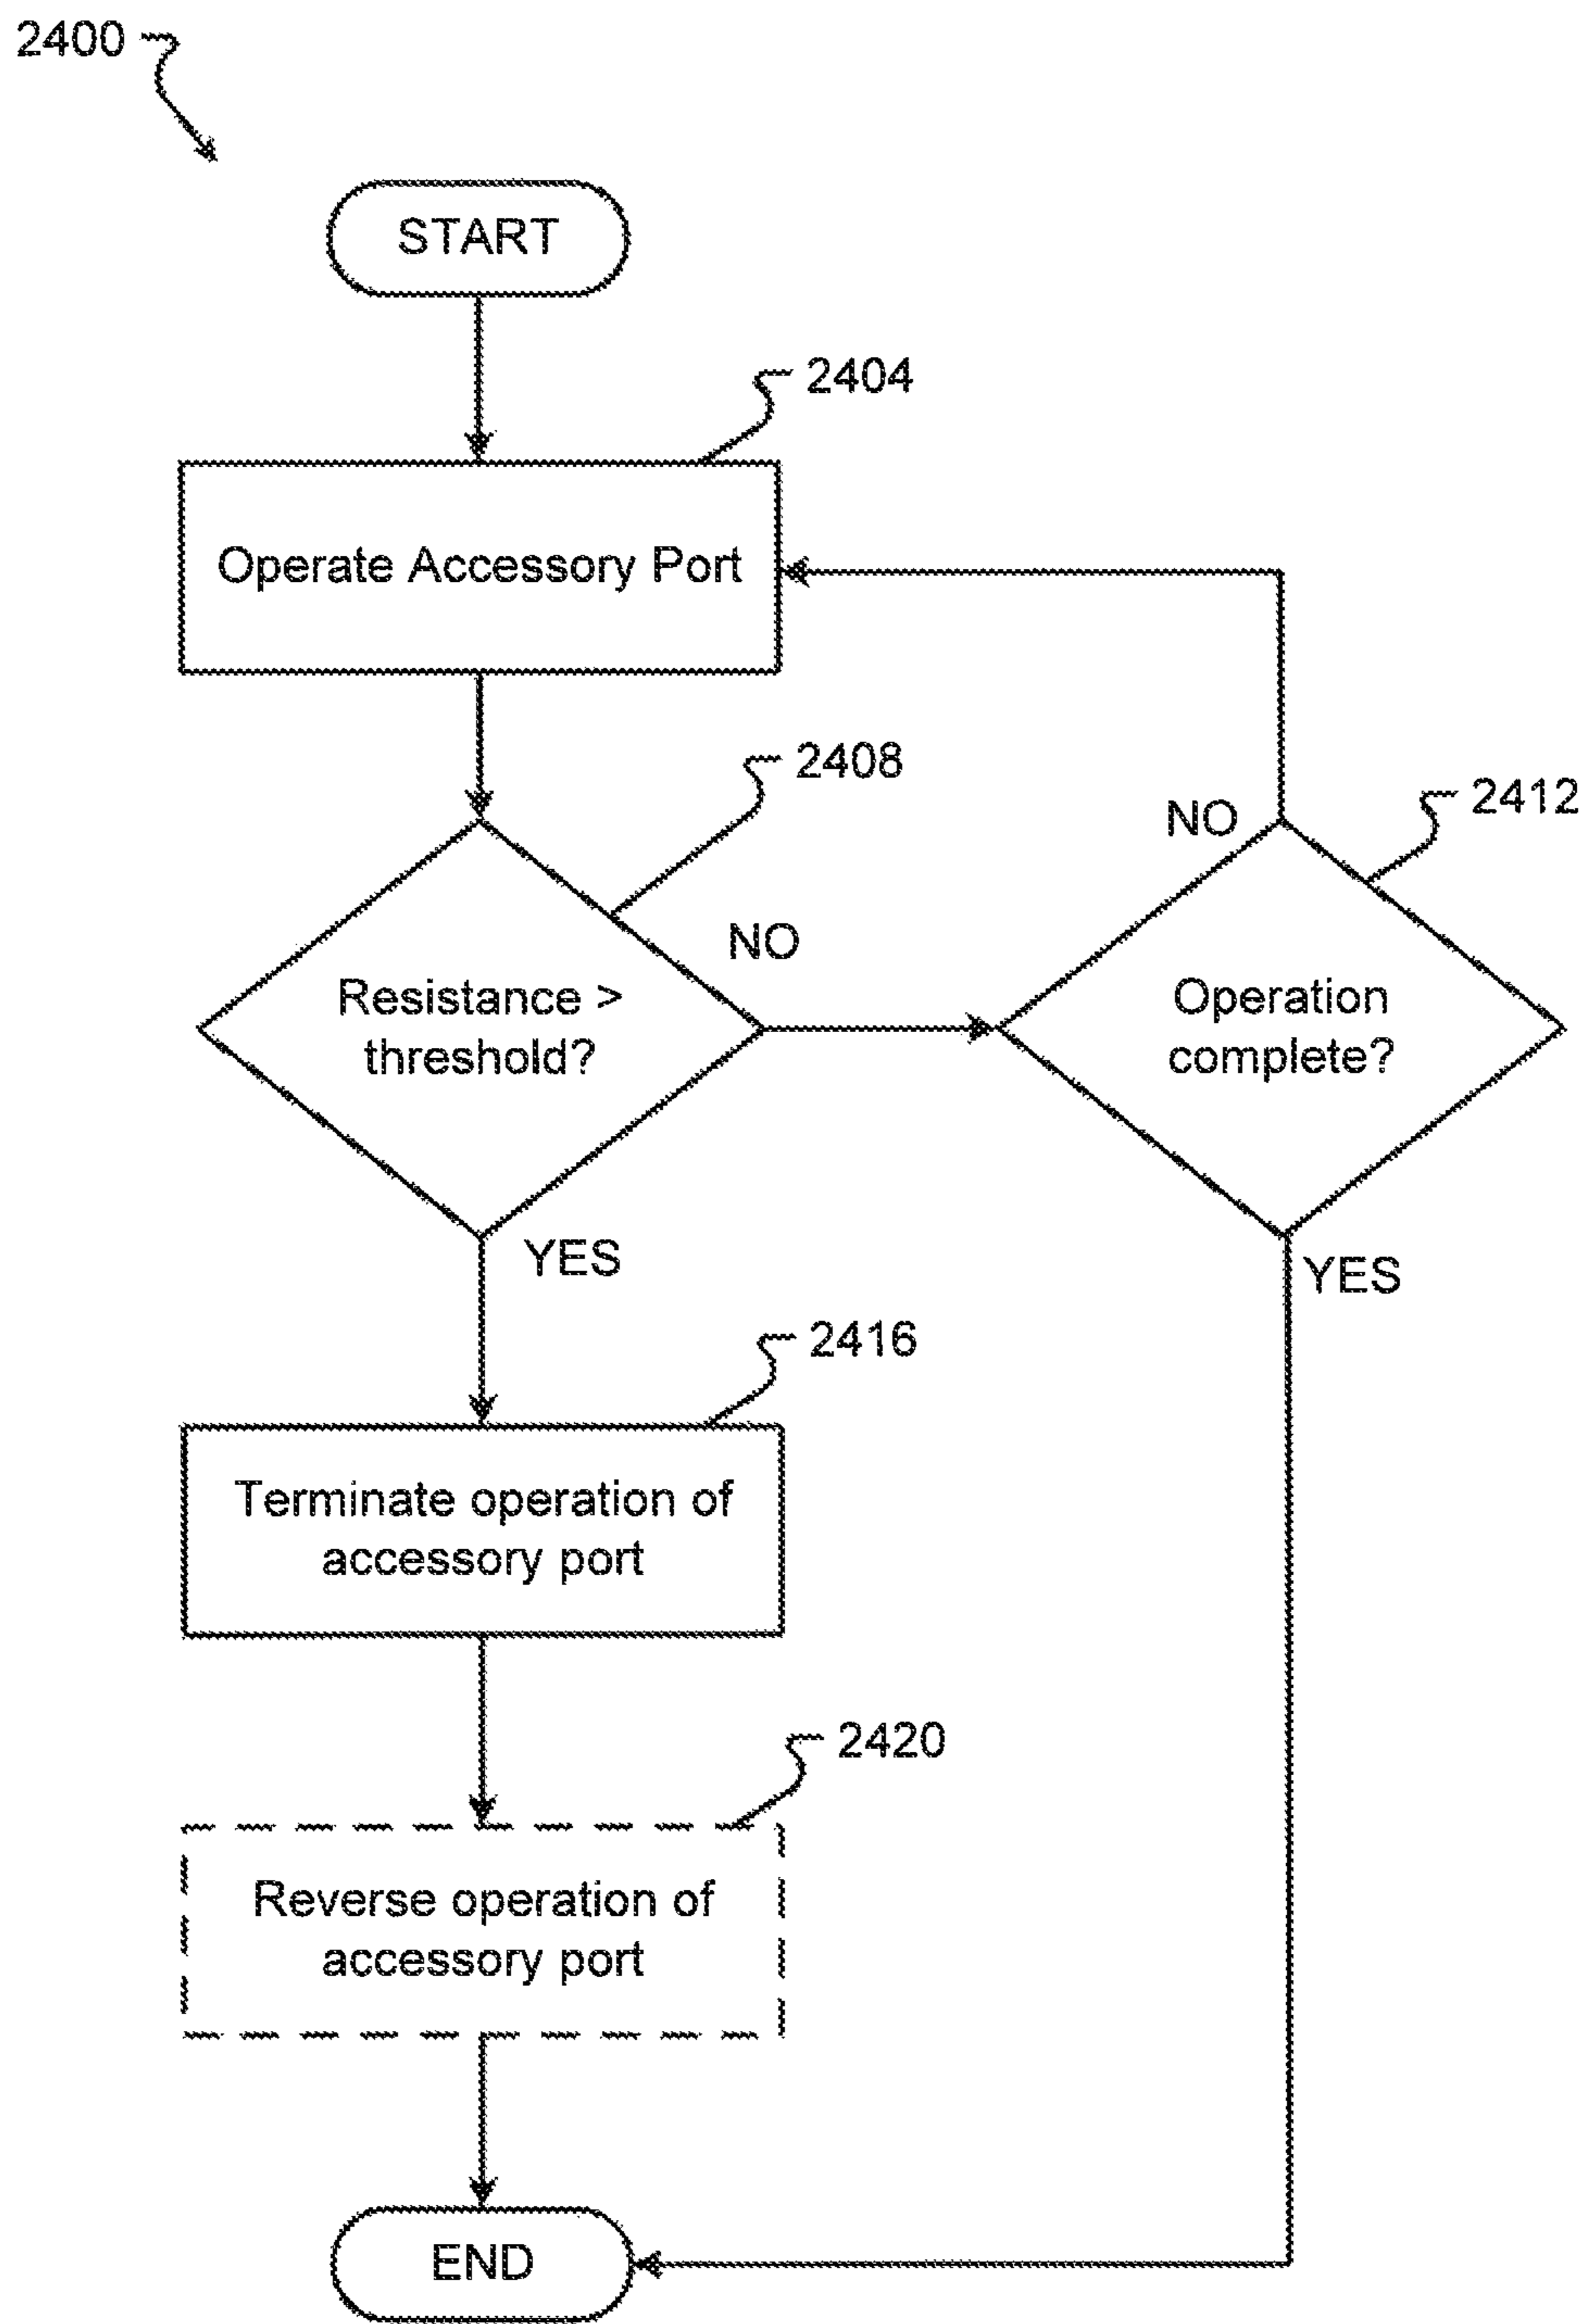 2400
START
2404
Operate Accessory Port
2408
2412
NO
NO
Resistance >
threshold?
Operation
complete?
YES
YES
2416
Terminate operation of
accessory port
2420
Reverse operation of
accessory port
END